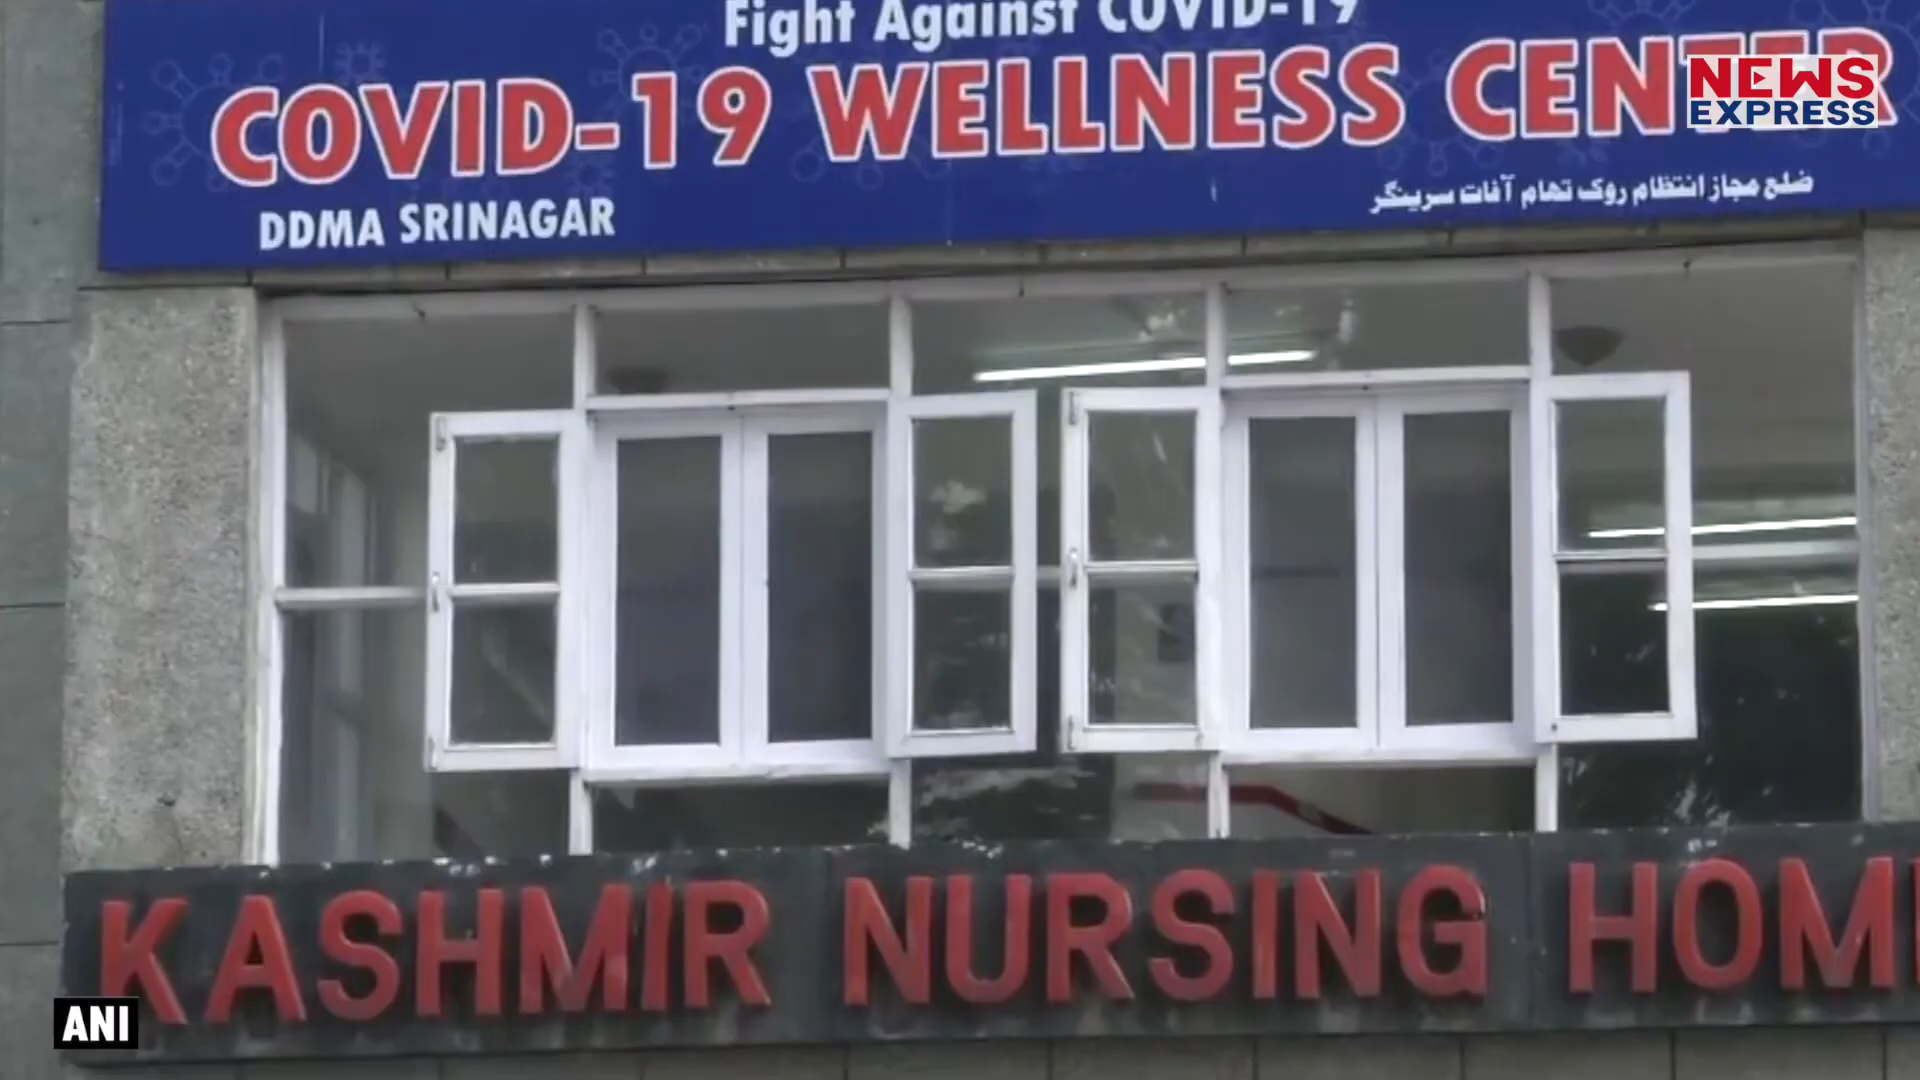 Fight Against COVID-19
COVID-19 WELLNESS CENTER
NEWS
EXPRESS
DDMA SRINAGAR
ضلع مجاز انتظام روک تھام آفات سرینگر
KASHMIR NURSING HOME
ANI